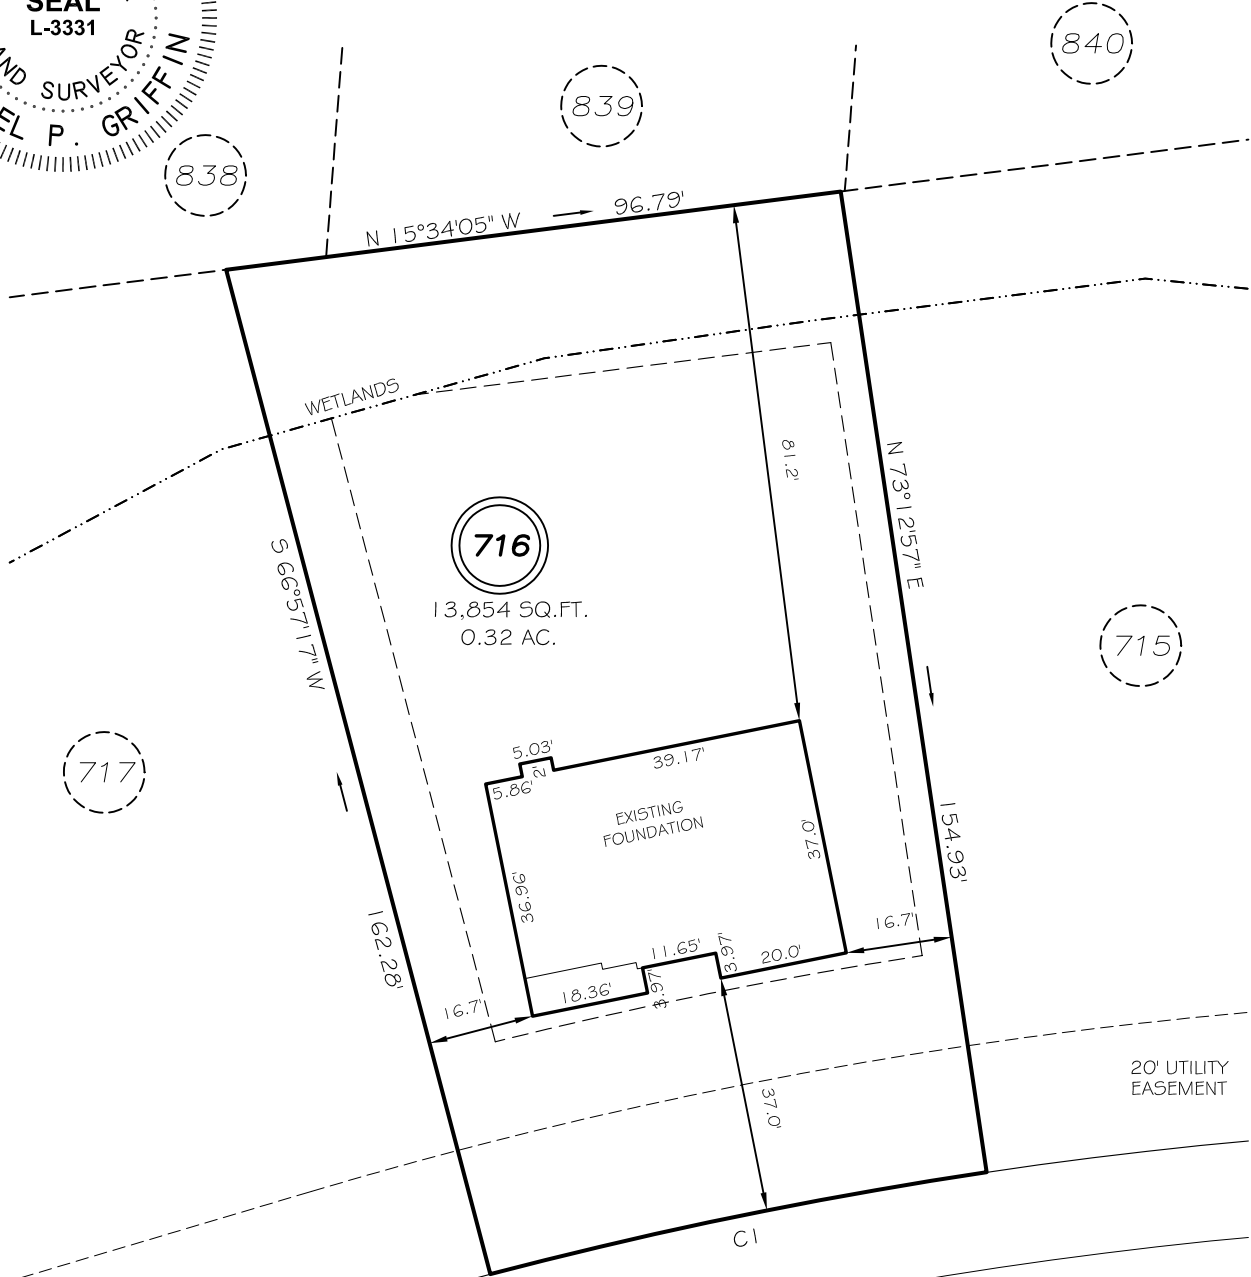 SEAL
L-3331
SURVEYOR
P. GRIFFIN
838
839
840
N 15°34'05" W
96.79'
WETLANDS
81.2'
N 73°12'57" E
154.93'
716
13,854 SQ.FT.
0.32 AC.
S 66°57'17" W
162.28'
715
717
5.03'
2'
5.86'
39.17'
EXISTING
FOUNDATION
37.0'
36.96'
11.65'
3.97'
20.0'
16.7'
18.36'
3.97'
16.7'
37.0'
20' UTILITY
EASEMENT
C1